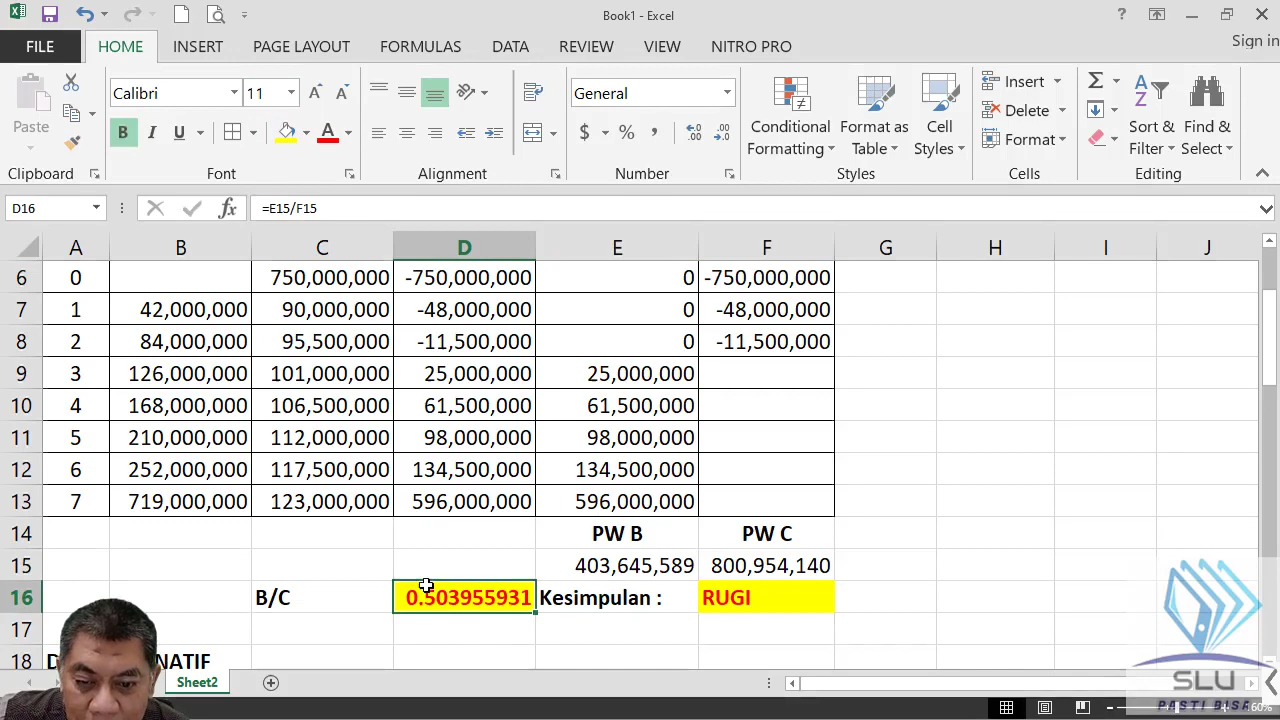 Book1 - Excel
?
FILE HOME INSERT PAGE LAYOUT FORMULAS DATA REVIEW VIEW NITRO PRO
Sign in
Paste
Clipboard
Calibri 11
B I U
Font
Alignment
General
$ % ,
Number
Conditional Formatting
Format as Table
Cell Styles
Styles
Insert
Delete
Format
Cells
Sort & Filter
Find & Select
Editing
D16 fx =E15/F15
A B C D E F G H I J
6 0 750,000,000 -750,000,000 0 -750,000,000
7 1 42,000,000 90,000,000 -48,000,000 0 -48,000,000
8 2 84,000,000 95,500,000 -11,500,000 0 -11,500,000
9 3 126,000,000 101,000,000 25,000,000 25,000,000
10 4 168,000,000 106,500,000 61,500,000 61,500,000
11 5 210,000,000 112,000,000 98,000,000 98,000,000
12 6 252,000,000 117,500,000 134,500,000 134,500,000
13 7 719,000,000 123,000,000 596,000,000 596,000,000
14 PW B PW C
15 403,645,589 800,954,140
16 B/C 0.503955931 Kesimpulan : RUGI
17
18
Sheet2
SLU
PASTI BISA